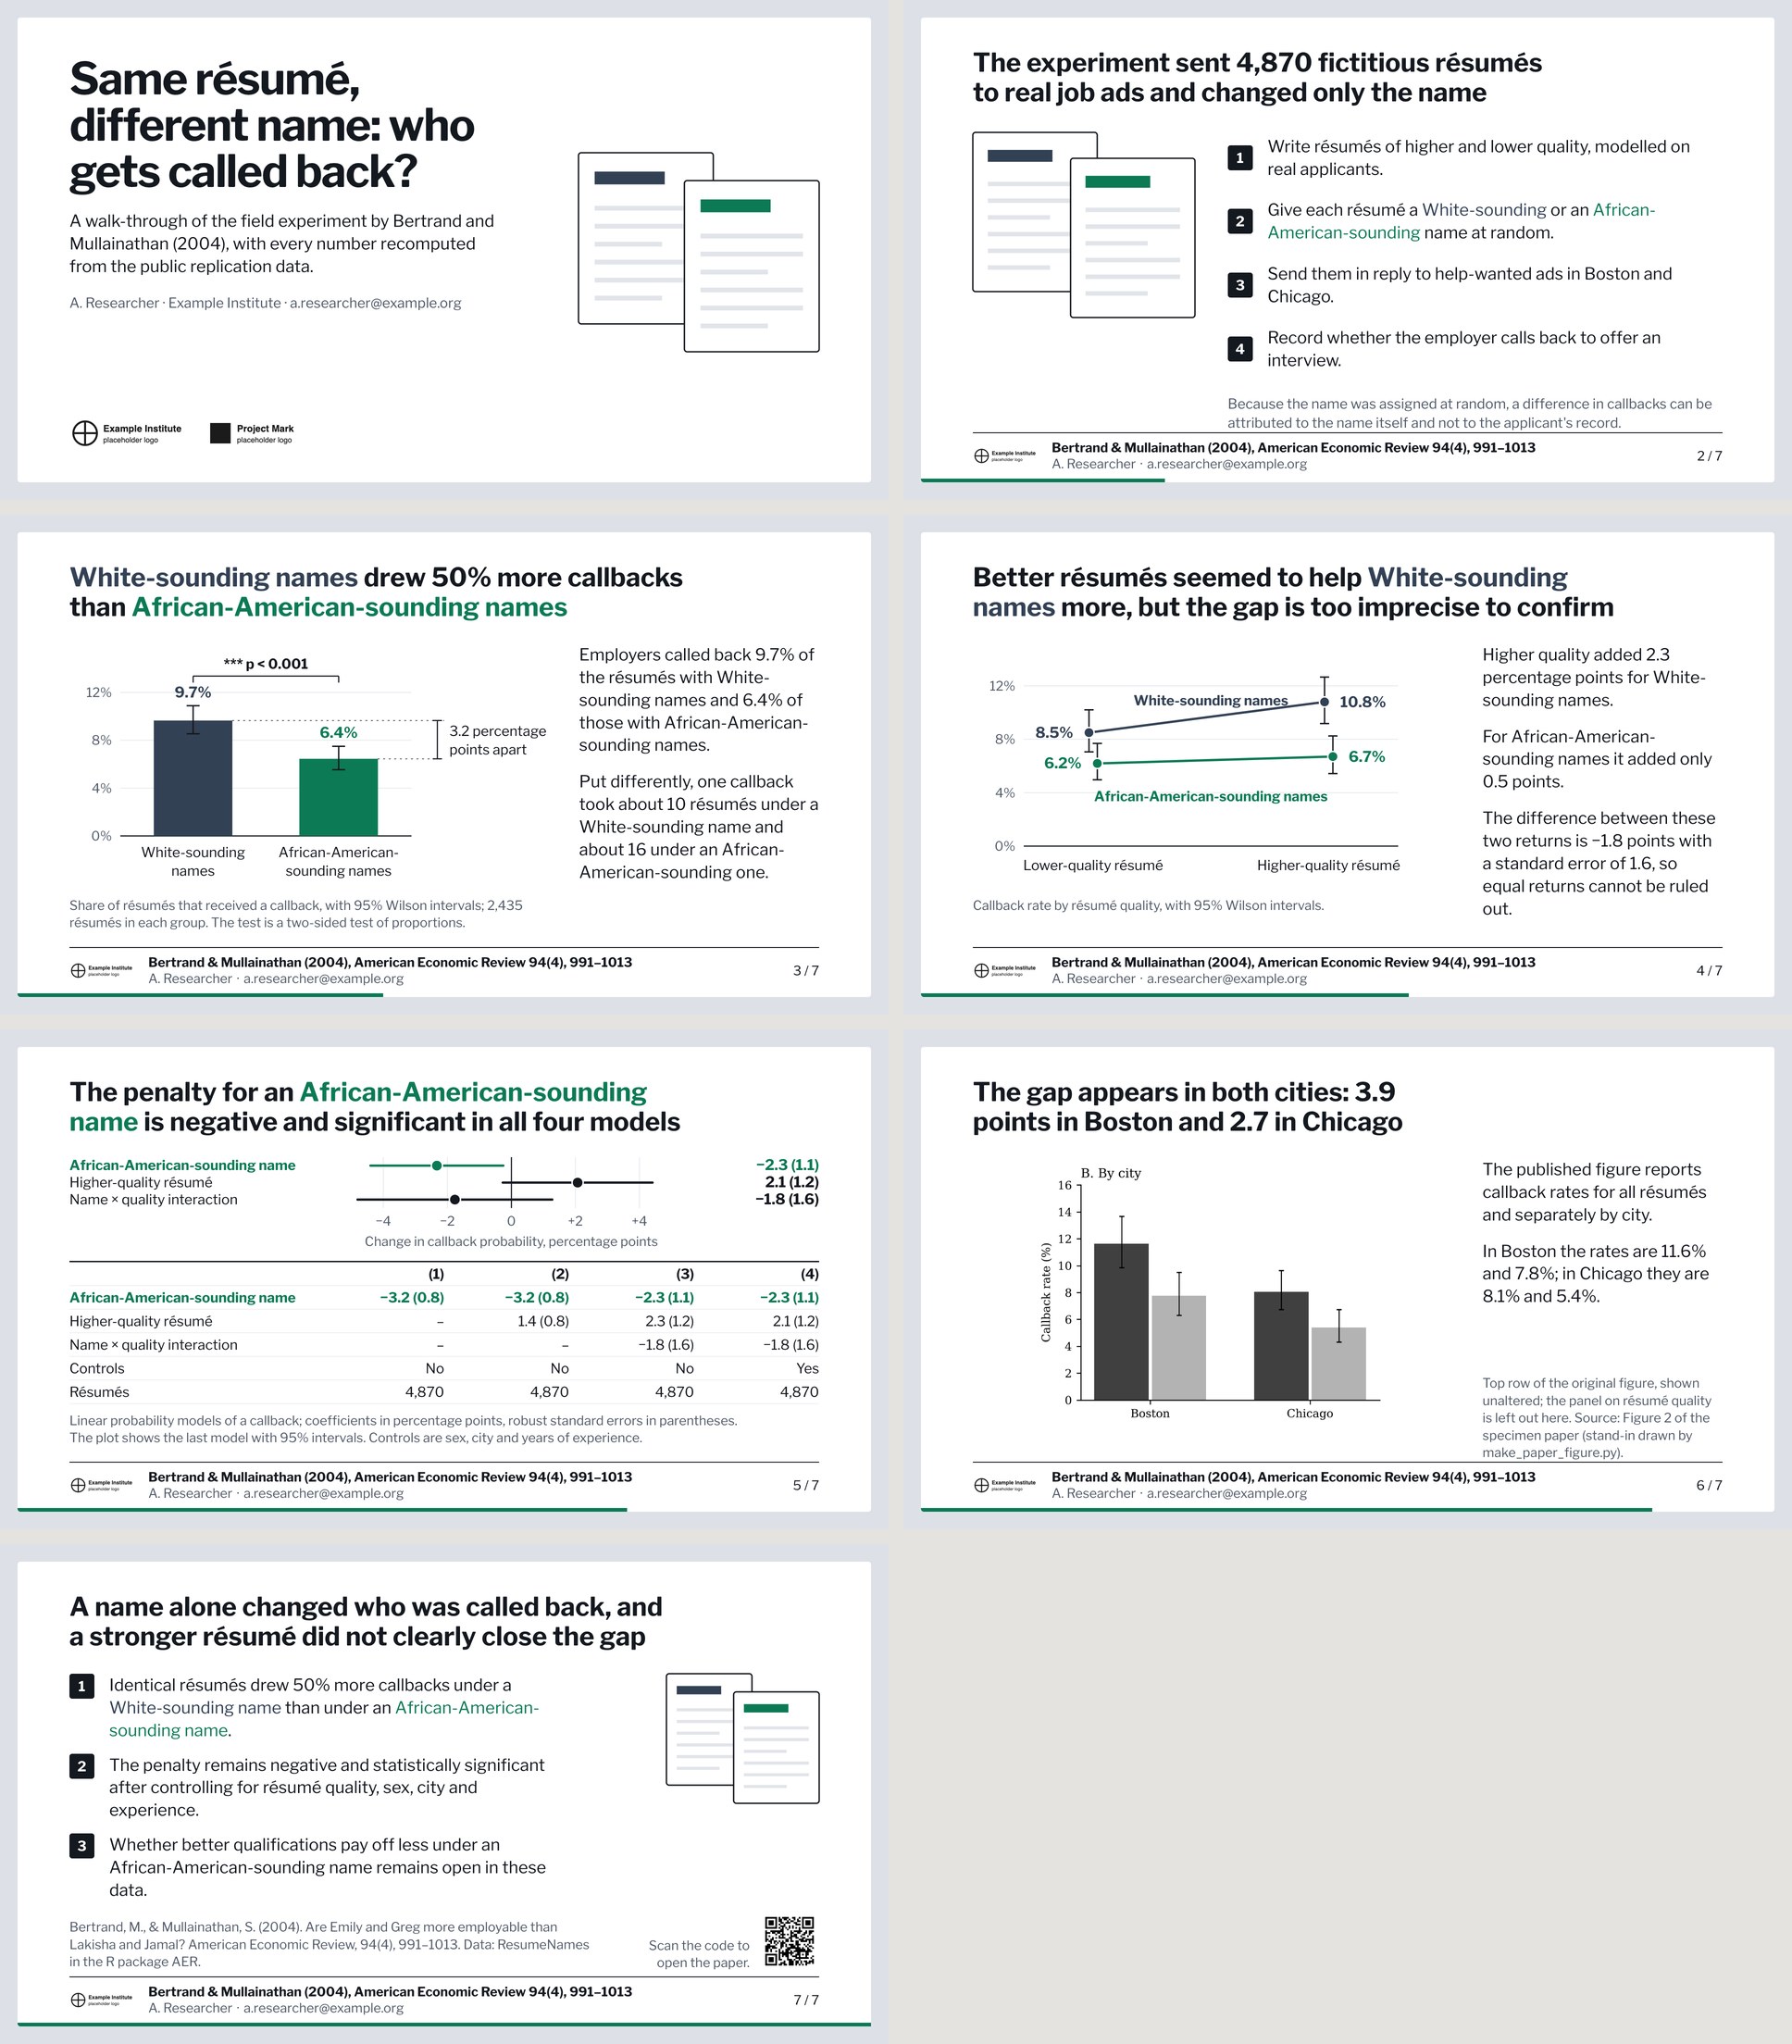 Same résumé,
different name: who
gets called back?
A walk-through of the field experiment by Bertrand and
Mullainathan (2004), with every number recomputed
from the public replication data.
A. Researcher · Example Institute · a.researcher@example.org
Example Institute
placeholder logo
Project Mark
placeholder logo
The experiment sent 4,870 fictitious résumés
to real job ads and changed only the name
1 Write résumés of higher and lower quality, modelled on
real applicants.
2 Give each résumé a White-sounding or an African-
American-sounding name at random.
3 Send them in reply to help-wanted ads in Boston and
Chicago.
4 Record whether the employer calls back to offer an
interview.
Because the name was assigned at random, a difference in callbacks can be
attributed to the name itself and not to the applicant's record.
Example Institute
placeholder logo
Bertrand & Mullainathan (2004), American Economic Review 94(4), 991–1013
A. Researcher · a.researcher@example.org
2 / 7
White-sounding names drew 50% more callbacks
than African-American-sounding names
*** p < 0.001
12%
8%
4%
0%
9.7%
6.4%
3.2 percentage
points apart
White-sounding
names
African-American-
sounding names
Employers called back 9.7% of
the résumés with White-
sounding names and 6.4% of
those with African-American-
sounding names.
Put differently, one callback
took about 10 résumés under a
White-sounding name and
about 16 under an African-
American-sounding one.
Share of résumés that received a callback, with 95% Wilson intervals; 2,435
résumés in each group. The test is a two-sided test of proportions.
Example Institute
placeholder logo
Bertrand & Mullainathan (2004), American Economic Review 94(4), 991–1013
A. Researcher · a.researcher@example.org
3 / 7
Better résumés seemed to help White-sounding
names more, but the gap is too imprecise to confirm
12%
8%
4%
0%
White-sounding names
8.5%
10.8%
6.2%
6.7%
African-American-sounding names
Lower-quality résumé
Higher-quality résumé
Higher quality added 2.3
percentage points for White-
sounding names.
For African-American-
sounding names it added only
0.5 points.
The difference between these
two returns is −1.8 points with
a standard error of 1.6, so
equal returns cannot be ruled
out.
Callback rate by résumé quality, with 95% Wilson intervals.
Example Institute
placeholder logo
Bertrand & Mullainathan (2004), American Economic Review 94(4), 991–1013
A. Researcher · a.researcher@example.org
4 / 7
The penalty for an African-American-sounding
name is negative and significant in all four models
African-American-sounding name −2.3 (1.1)
Higher-quality résumé 2.1 (1.2)
Name × quality interaction −1.8 (1.6)
−4 −2 0 +2 +4
Change in callback probability, percentage points
(1) (2) (3) (4)
African-American-sounding name −3.2 (0.8) −3.2 (0.8) −2.3 (1.1) −2.3 (1.1)
Higher-quality résumé – 1.4 (0.8) 2.3 (1.2) 2.1 (1.2)
Name × quality interaction – – −1.8 (1.6) −1.8 (1.6)
Controls No No No Yes
Résumés 4,870 4,870 4,870 4,870
Linear probability models of a callback; coefficients in percentage points, robust standard errors in parentheses.
The plot shows the last model with 95% intervals. Controls are sex, city and years of experience.
Example Institute
placeholder logo
Bertrand & Mullainathan (2004), American Economic Review 94(4), 991–1013
A. Researcher · a.researcher@example.org
5 / 7
The gap appears in both cities: 3.9
points in Boston and 2.7 in Chicago
B. By city
Callback rate (%)
16
14
12
10
8
6
4
2
0
Boston Chicago
The published figure reports
callback rates for all résumés
and separately by city.
In Boston the rates are 11.6%
and 7.8%; in Chicago they are
8.1% and 5.4%.
Top row of the original figure, shown
unaltered; the panel on résumé quality
is left out here. Source: Figure 2 of the
specimen paper (stand-in drawn by
make_paper_figure.py).
Example Institute
placeholder logo
Bertrand & Mullainathan (2004), American Economic Review 94(4), 991–1013
A. Researcher · a.researcher@example.org
6 / 7
A name alone changed who was called back, and
a stronger résumé did not clearly close the gap
1 Identical résumés drew 50% more callbacks under a
White-sounding name than under an African-American-
sounding name.
2 The penalty remains negative and statistically significant
after controlling for résumé quality, sex, city and
experience.
3 Whether better qualifications pay off less under an
African-American-sounding name remains open in these
data.
Bertrand, M., & Mullainathan, S. (2004). Are Emily and Greg more employable than
Lakisha and Jamal? American Economic Review, 94(4), 991–1013. Data: ResumeNames
in the R package AER.
Scan the code to
open the paper.
Example Institute
placeholder logo
Bertrand & Mullainathan (2004), American Economic Review 94(4), 991–1013
A. Researcher · a.researcher@example.org
7 / 7